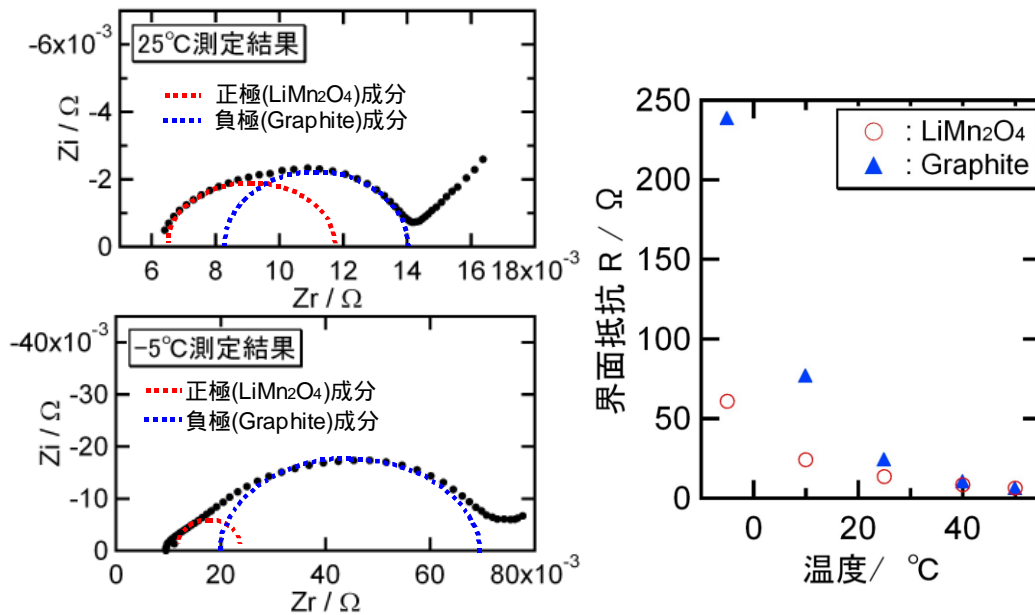 -6x10⁻³
-4
-2
0
Zi / Ω
25℃測定結果
正極(LiMn₂O₄)成分
負極(Graphite)成分
6 8 10 12 14 16 18x10⁻³
Zr / Ω
-40x10⁻³
-30
-20
-10
0
Zi / Ω
−5℃測定結果
正極(LiMn₂O₄)成分
負極(Graphite)成分
0 20 40 60 80x10⁻³
Zr / Ω
250
200
150
100
50
0
界面抵抗 R / Ω
: LiMn₂O₄
: Graphite
0 20 40
温度/ ℃